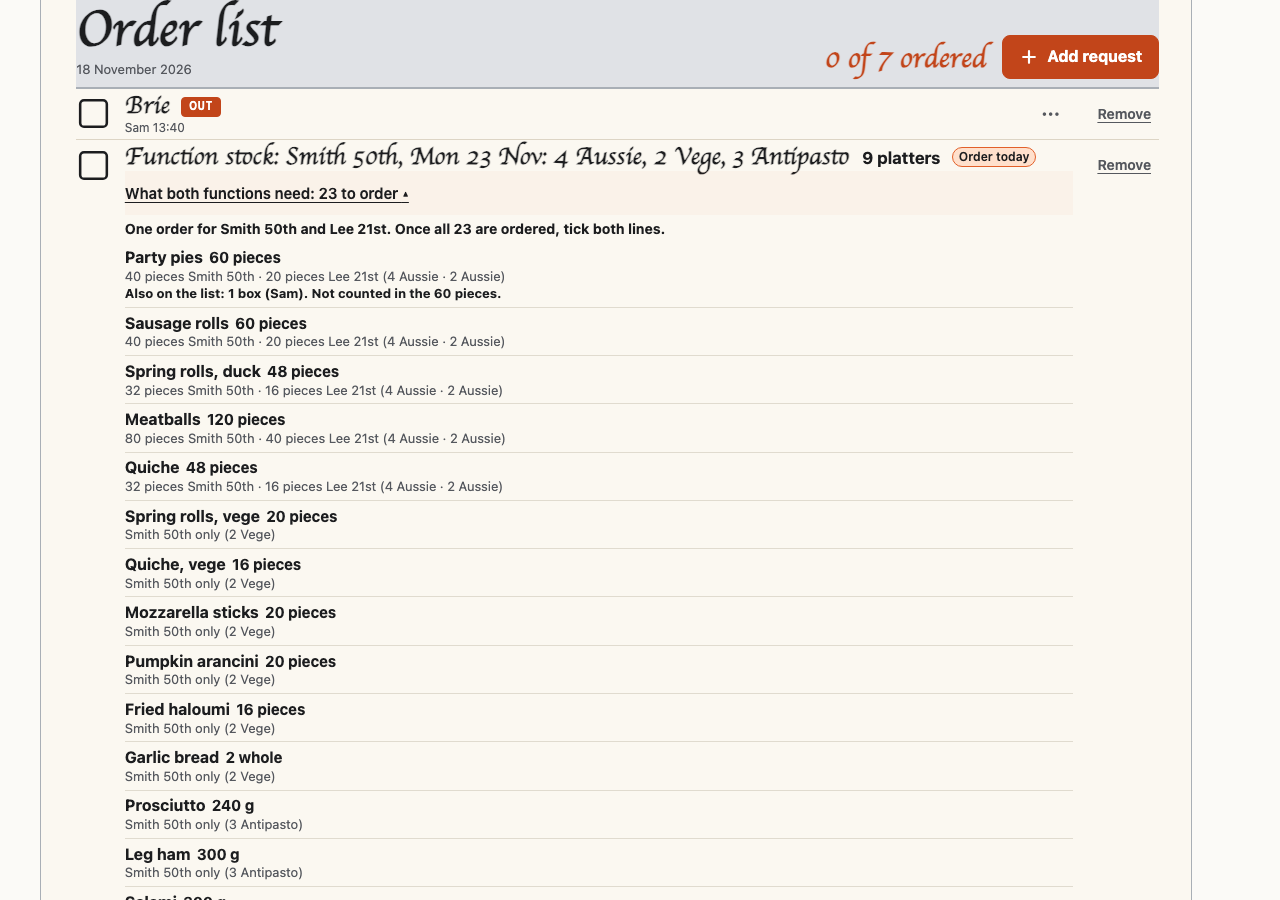 Order list
18 November 2026
0 of 7 ordered
+ Add request
Brie OUT
Sam 13:40
••• Remove
Function stock: Smith 50th, Mon 23 Nov: 4 Aussie, 2 Vege, 3 Antipasto 9 platters Order today
Remove
What both functions need: 23 to order ▴
One order for Smith 50th and Lee 21st. Once all 23 are ordered, tick both lines.
Party pies 60 pieces
40 pieces Smith 50th · 20 pieces Lee 21st (4 Aussie · 2 Aussie)
Also on the list: 1 box (Sam). Not counted in the 60 pieces.
Sausage rolls 60 pieces
40 pieces Smith 50th · 20 pieces Lee 21st (4 Aussie · 2 Aussie)
Spring rolls, duck 48 pieces
32 pieces Smith 50th · 16 pieces Lee 21st (4 Aussie · 2 Aussie)
Meatballs 120 pieces
80 pieces Smith 50th · 40 pieces Lee 21st (4 Aussie · 2 Aussie)
Quiche 48 pieces
32 pieces Smith 50th · 16 pieces Lee 21st (4 Aussie · 2 Aussie)
Spring rolls, vege 20 pieces
Smith 50th only (2 Vege)
Quiche, vege 16 pieces
Smith 50th only (2 Vege)
Mozzarella sticks 20 pieces
Smith 50th only (2 Vege)
Pumpkin arancini 20 pieces
Smith 50th only (2 Vege)
Fried haloumi 16 pieces
Smith 50th only (2 Vege)
Garlic bread 2 whole
Smith 50th only (2 Vege)
Prosciutto 240 g
Smith 50th only (3 Antipasto)
Leg ham 300 g
Smith 50th only (3 Antipasto)